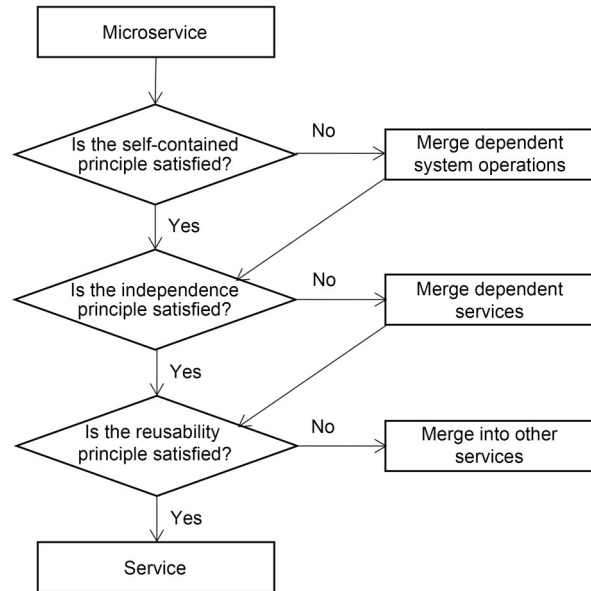 Microservice
Is the self-contained
principle satisfied?
No
Merge dependent
system operations
Yes
Is the independence
principle satisfied?
No
Merge dependent
services
Yes
Is the reusability
principle satisfied?
No
Merge into other
services
Yes
Service